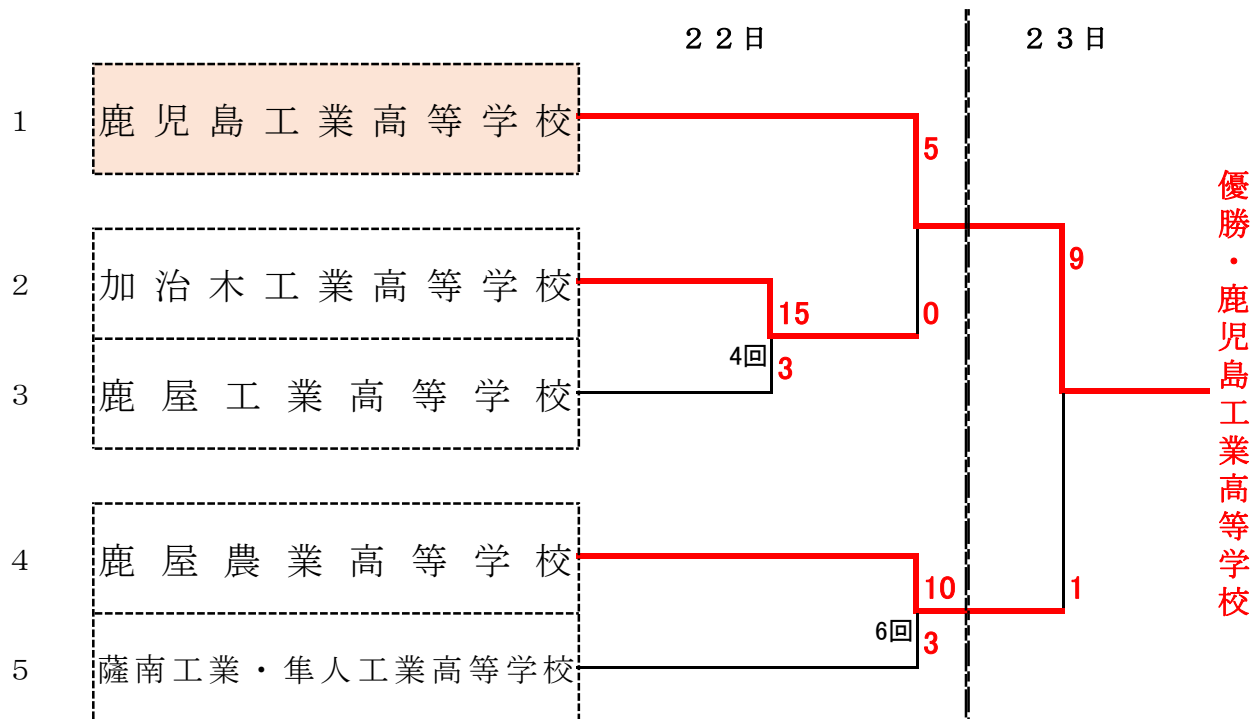 ２２日
２３日
1
鹿児島工業高等学校
5
2
加治木工業高等学校
15
0
9
4回
3
3
鹿屋工業高等学校
4
鹿屋農業高等学校
10
1
6回
3
5
薩南工業・隼人工業高等学校
優勝・鹿児島工業高等学校